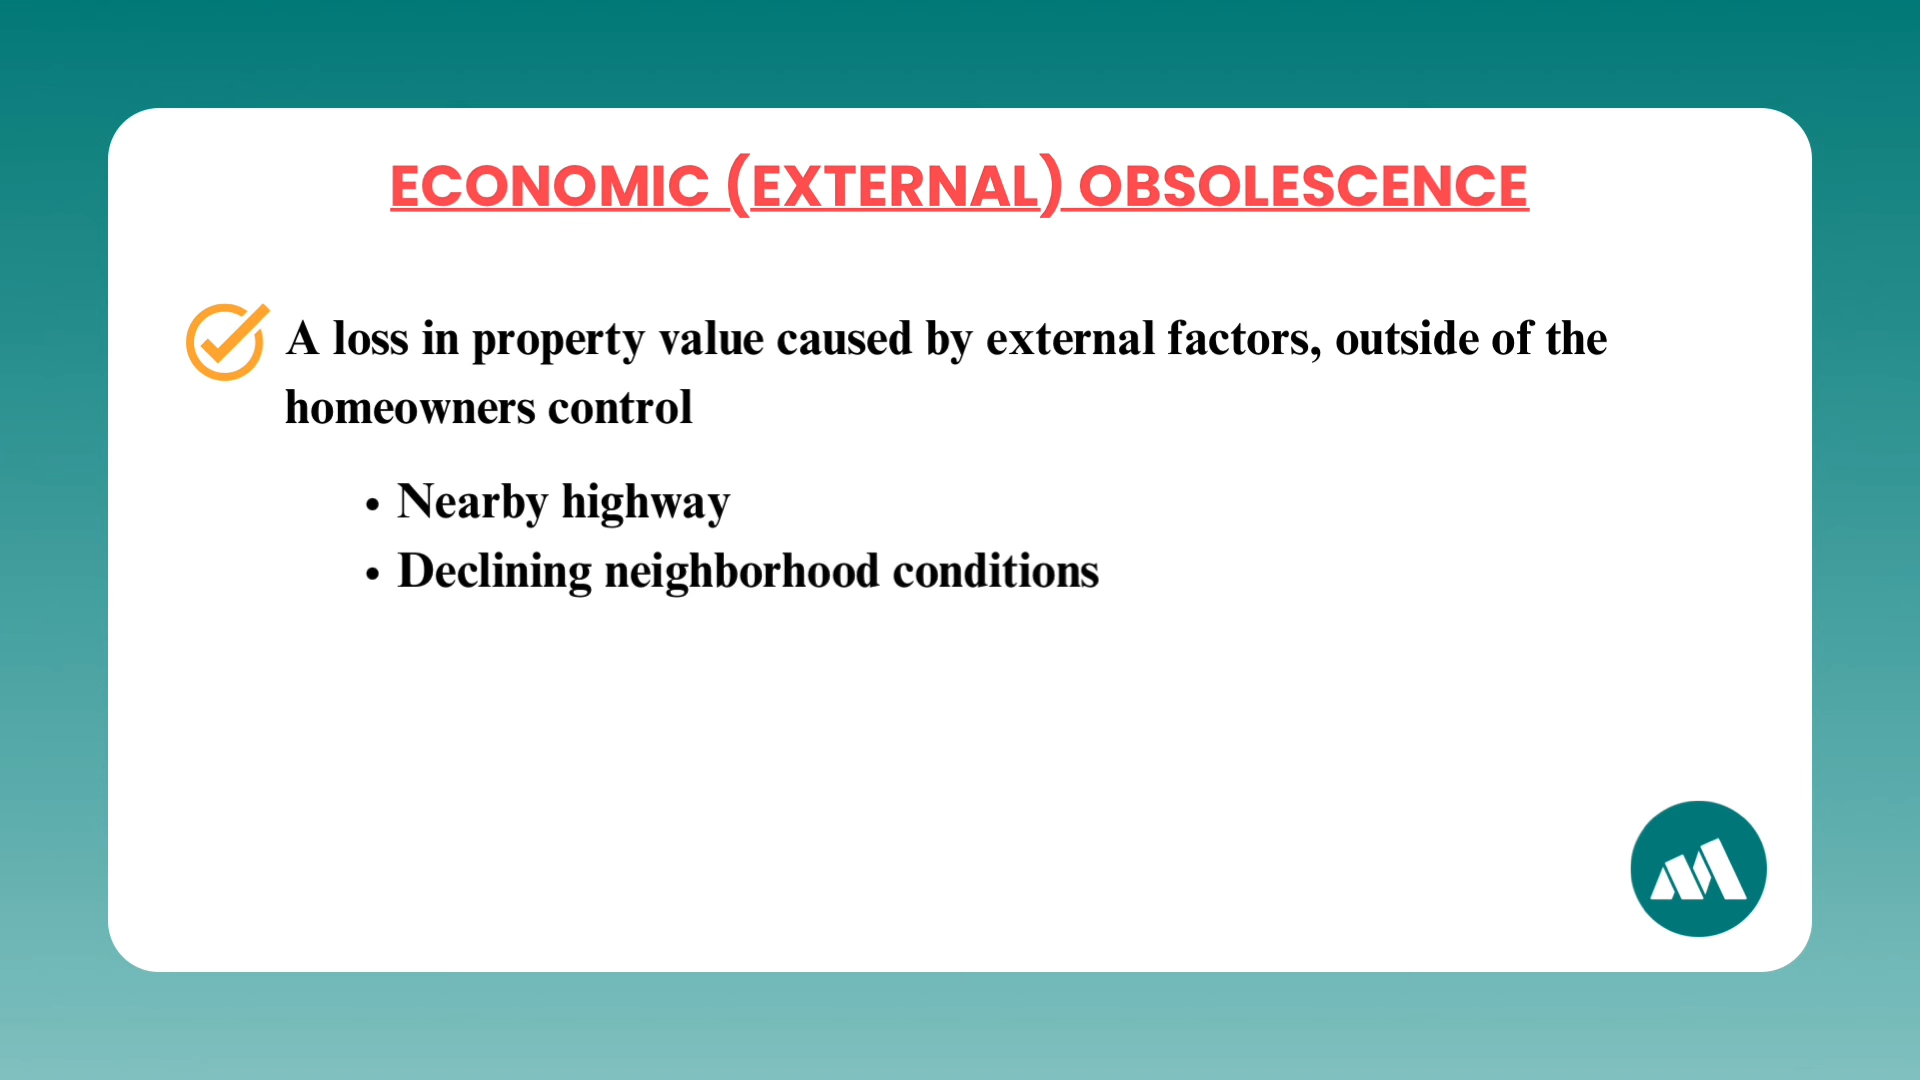 ECONOMIC (EXTERNAL) OBSOLESCENCE
A loss in property value caused by external factors, outside of the
homeowners control
• Nearby highway
• Declining neighborhood conditions